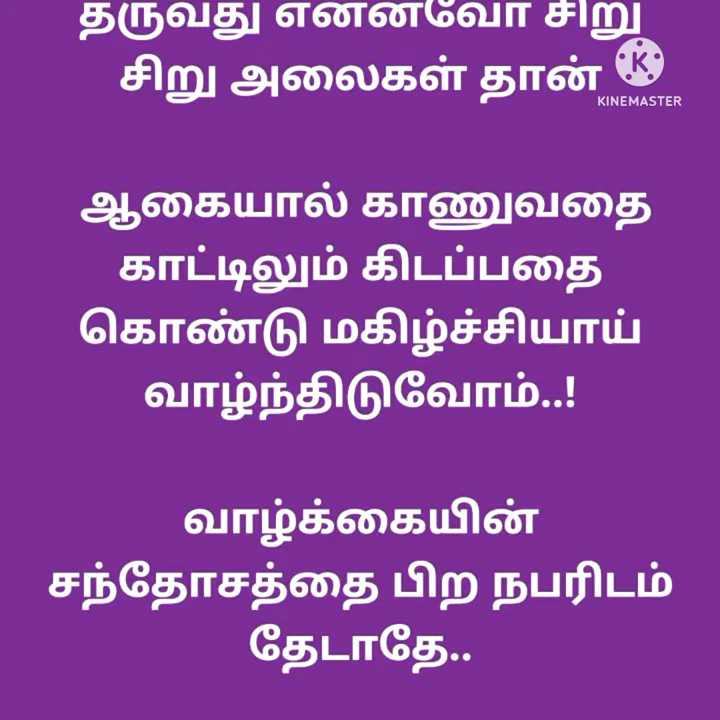 தருவது என்னவோ சிறு
சிறு அலைகள் தான்
KINEMASTER
ஆகையால் காணுவதை
காட்டிலும் கிடப்பதை
கொண்டு மகிழ்ச்சியாய்
வாழ்ந்திடுவோம்..!
வாழ்க்கையின்
சந்தோசத்தை பிற நபரிடம்
தேடாதே..